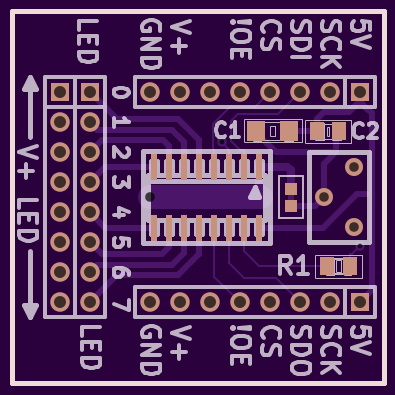 LED
GND
V+
!OE
CS
SDI
SCK
5V
0
1
2
3
4
5
6
7
V+ LED
C1
C2
R1
LED
GND
V+
!OE
CS
SDO
SCK
5V